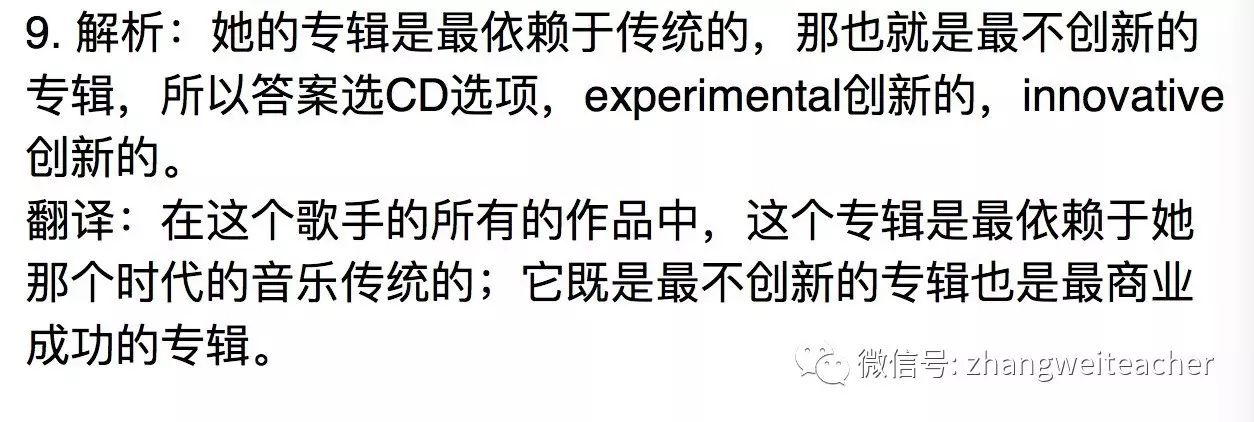 9. 解析：她的专辑是最依赖于传统的，那也就是最不创新的
专辑，所以答案选CD选项，experimental创新的，innovative
创新的。
翻译：在这个歌手的所有的作品中，这个专辑是最依赖于她
那个时代的音乐传统的；它既是最不创新的专辑也是最商业
成功的专辑。
微信号: zhangweiteacher